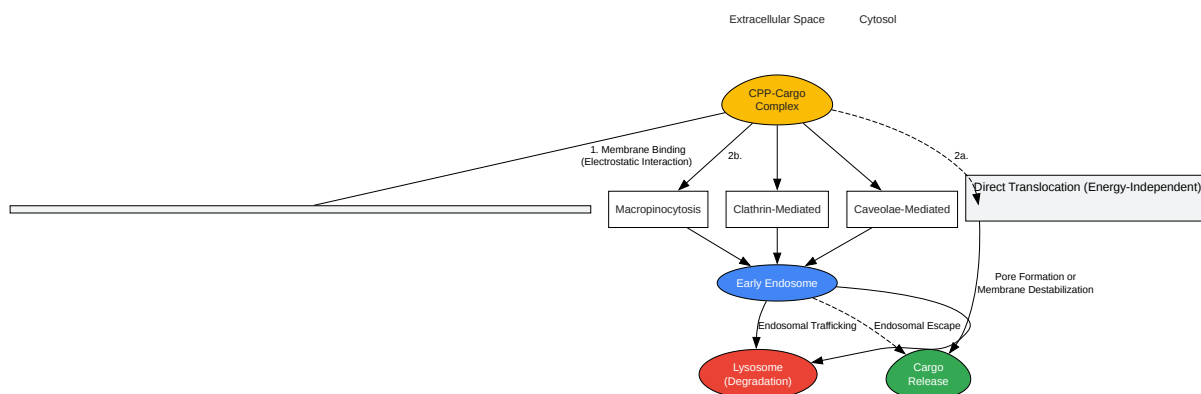 Extracellular Space
Cytosol
CPP-Cargo
Complex
1. Membrane Binding
(Electrostatic Interaction)
2b.
2a.
Direct Translocation (Energy-Independent)
Macropinocytosis
Clathrin-Mediated
Caveolae-Mediated
Early Endosome
Pore Formation or
Membrane Destabilization
Endosomal Trafficking
Endosomal Escape
Lysosome
(Degradation)
Cargo
Release